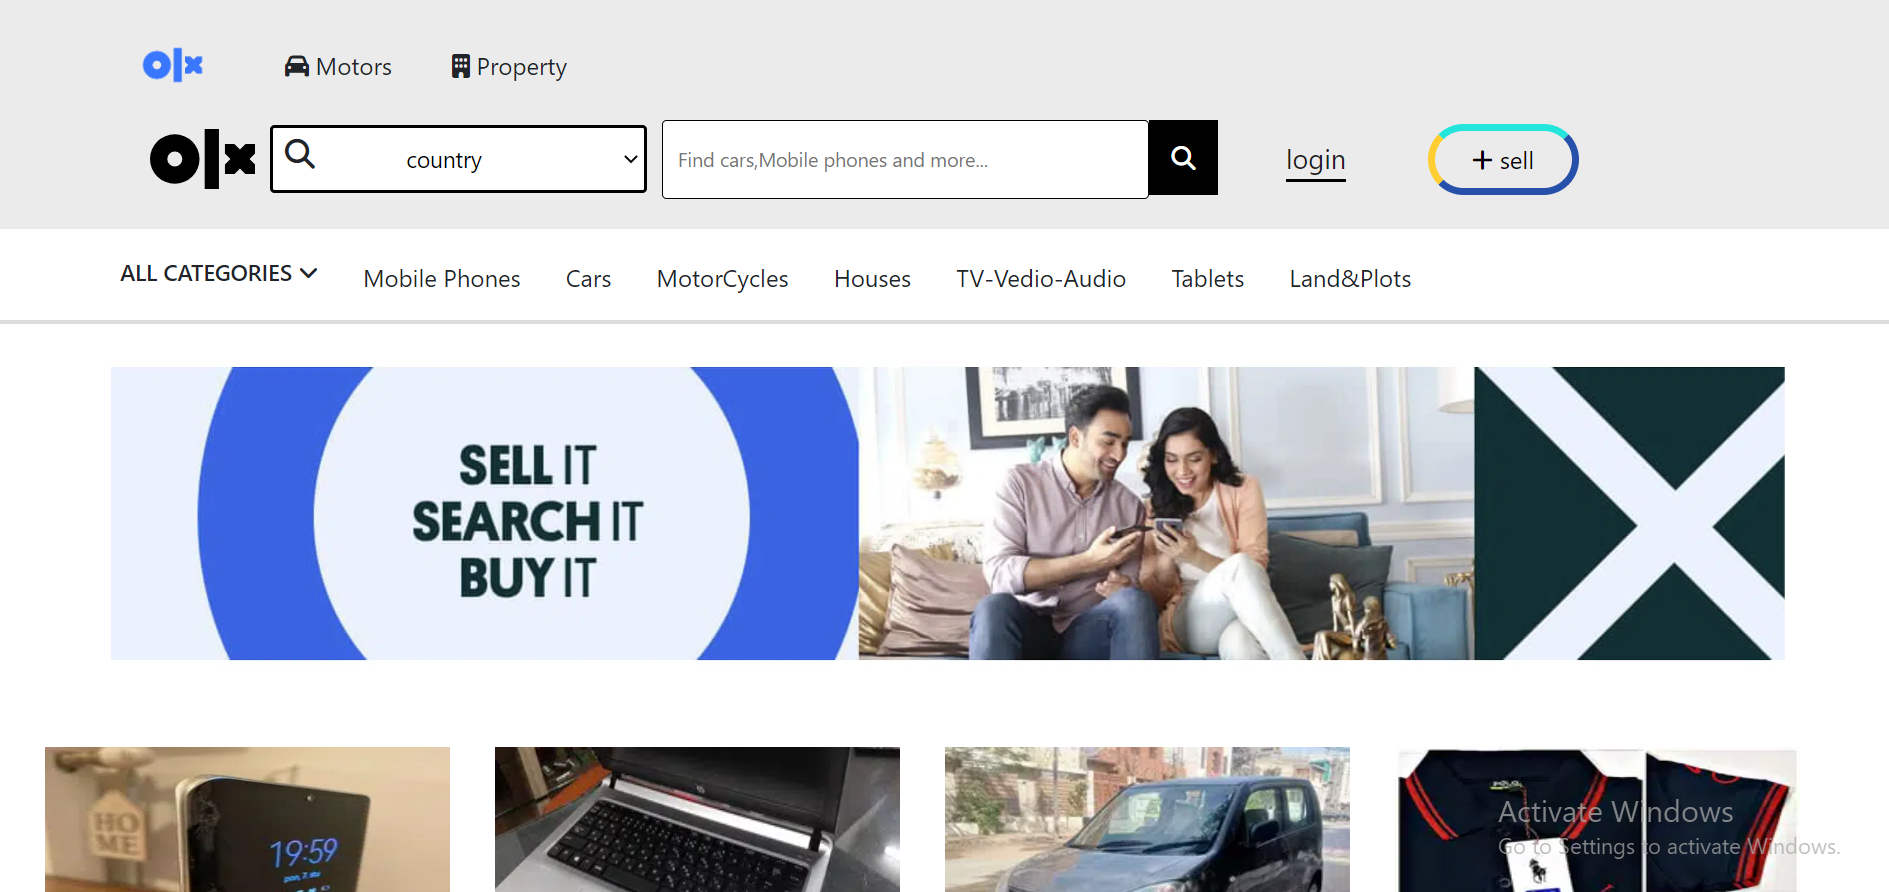 olx Motors Property
olx country Find cars,Mobile phones and more... login + sell
ALL CATEGORIES Mobile Phones Cars MotorCycles Houses TV-Vedio-Audio Tablets Land&Plots
SELL IT
SEARCH IT
BUY IT
HO
ME
19:59
hp
POLO
Activate Windows
Go to Settings to activate Windows.